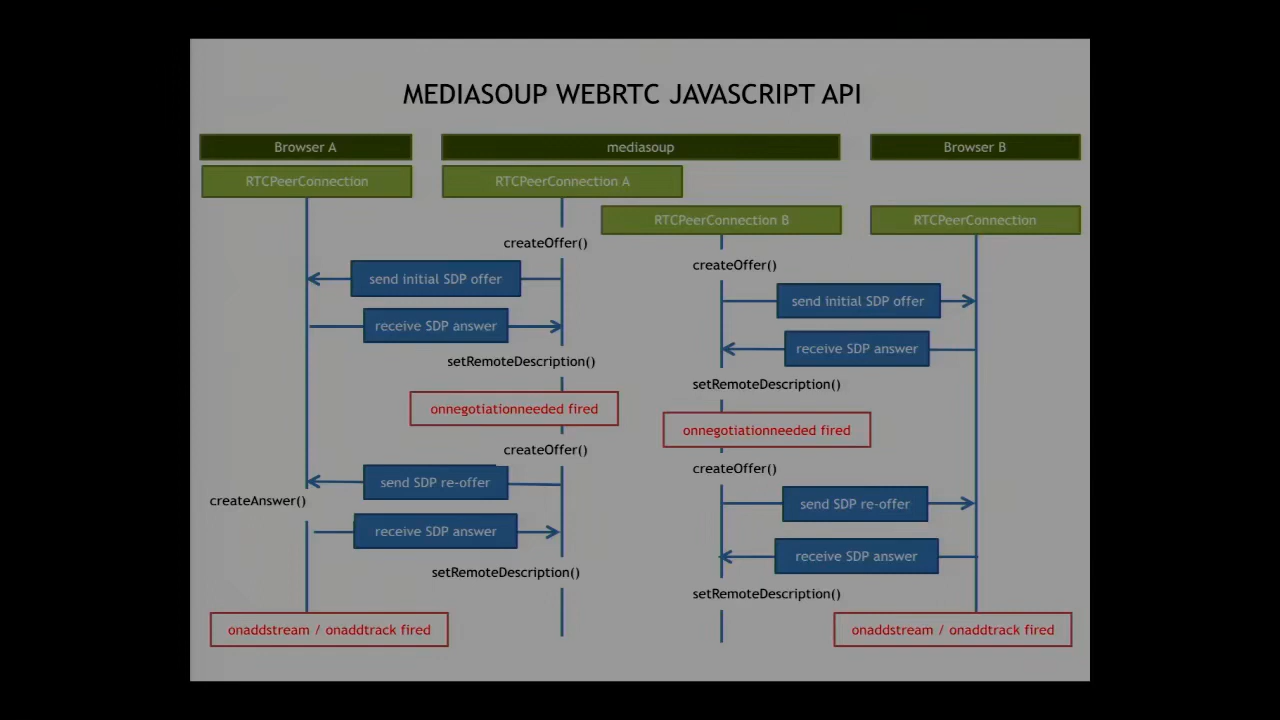 MEDIASOUP WEBRTC JAVASCRIPT API
Browser A
mediasoup
Browser B
RTCPeerConnection
RTCPeerConnection A
RTCPeerConnection B
RTCPeerConnection
createOffer()
createOffer()
send initial SDP offer
send initial SDP offer
receive SDP answer
receive SDP answer
setRemoteDescription()
setRemoteDescription()
onnegotiationneeded fired
onnegotiationneeded fired
createOffer()
createOffer()
send SDP re-offer
createAnswer()
send SDP re-offer
receive SDP answer
receive SDP answer
setRemoteDescription()
setRemoteDescription()
onaddstream / onaddtrack fired
onaddstream / onaddtrack fired